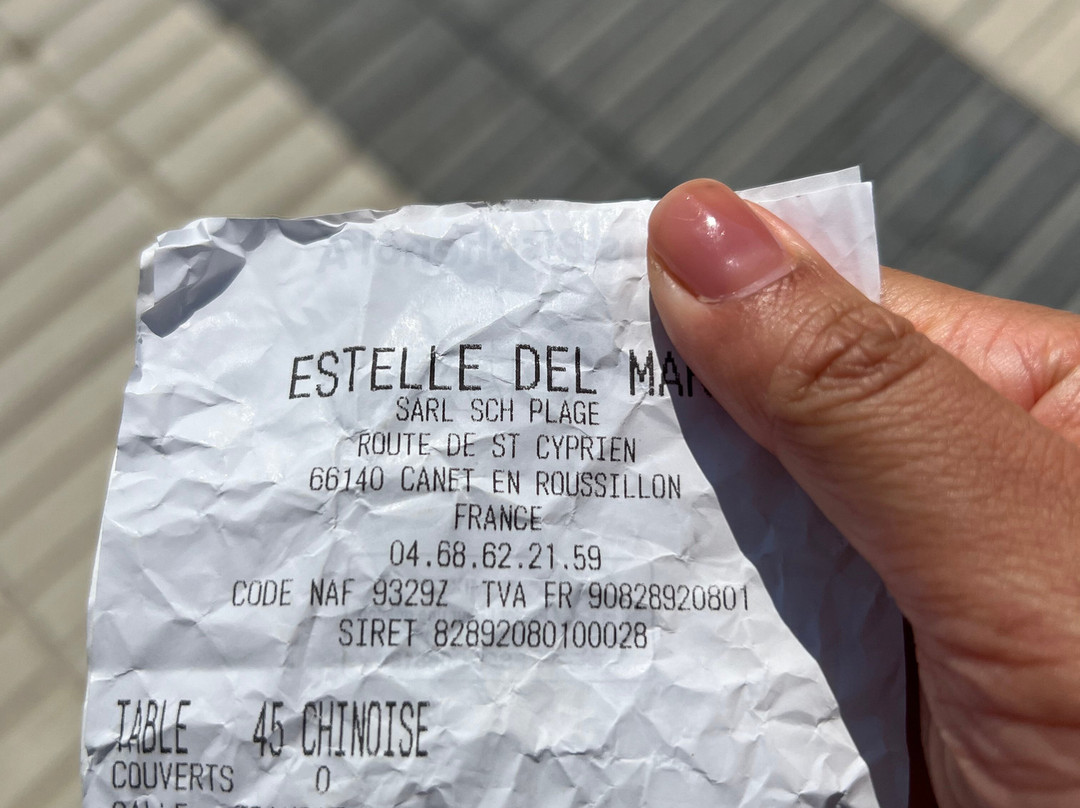 ESTELLE DEL
SARL SCH PLAGE
ROUTE DE ST CYPRIEN
66140 CANET EN ROUSSILLON
FRANCE
04.68.62.21.59
CODE NAF 9329Z TVA FR 90828920801
SIRET 82892080100028
TABLE 45 CHINOISE
COUVERTS 0